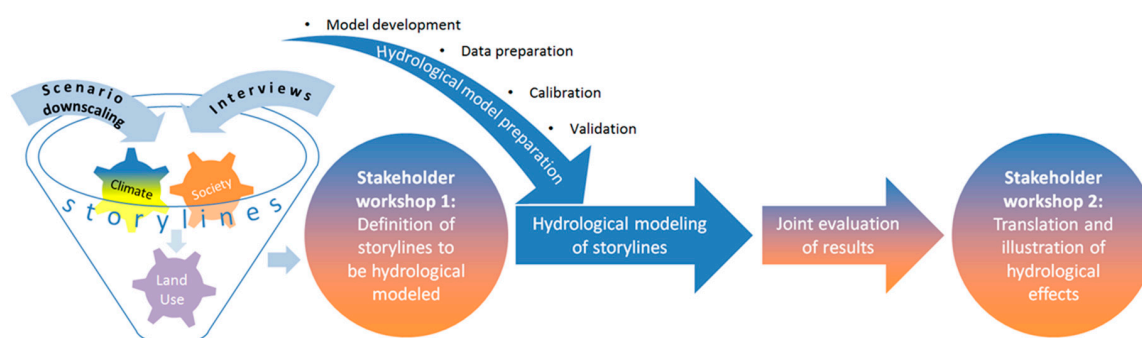 • Model development
• Data preparation
• Calibration
• Validation
Hydrological model preparation
Scenario
downscaling
Interviews
Climate
Society
storylines
Land
Use
Stakeholder
workshop 1:
Definition of
storylines to
be hydrological
modeled
Hydrological modeling
of storylines
Joint evaluation
of results
Stakeholder
workshop 2:
Translation and
illustration of
hydrological
effects